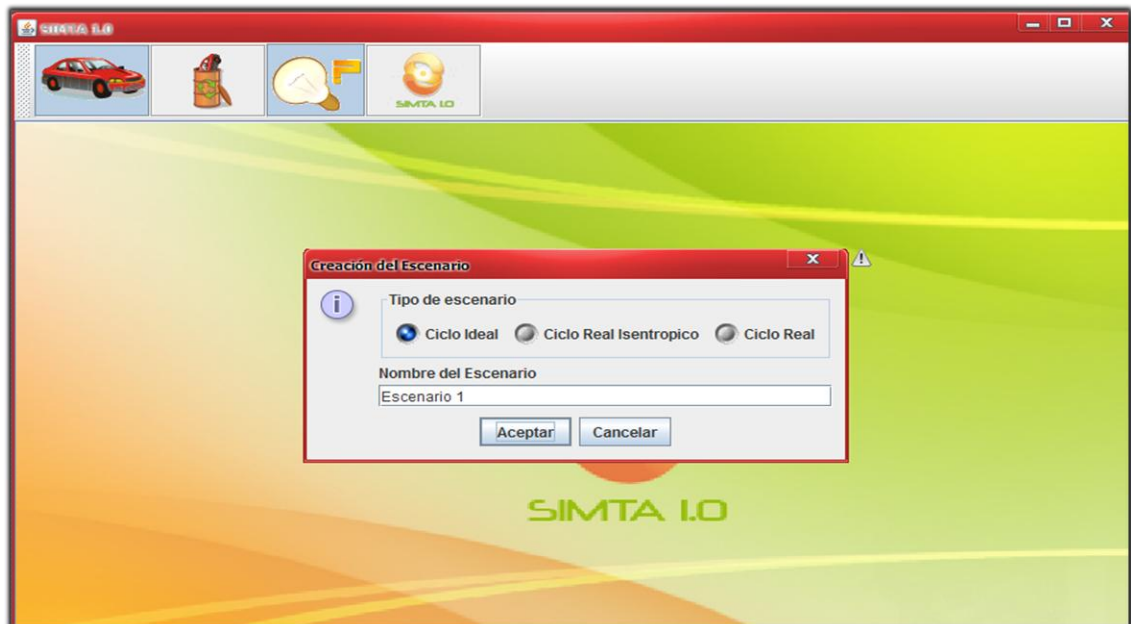 SIMTA 1.0
SIMTA 1.0
Creación del Escenario
Tipo de escenario
Ciclo Ideal Ciclo Real Isentropico Ciclo Real
Nombre del Escenario
Escenario 1
Aceptar Cancelar
SIMTA 1.0